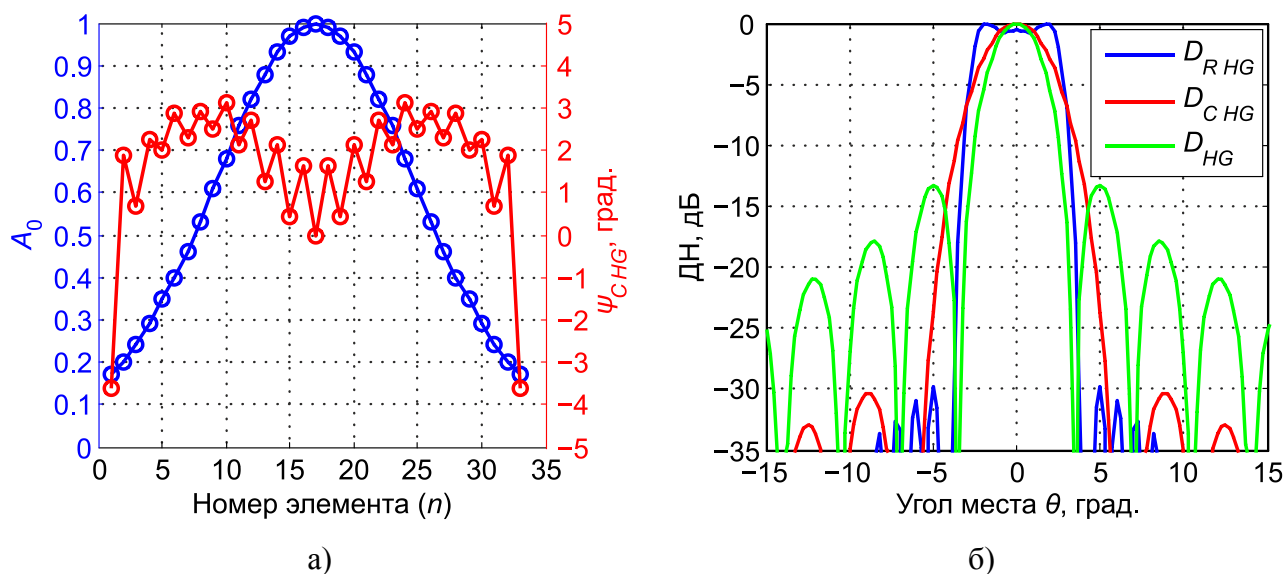 1
0.9
0.8
0.7
0.6
0.5
0.4
0.3
0.2
0.1
0
A0
5
4
3
2
1
0
−1
−2
−3
−4
−5
ψC HG, град.
0 5 10 15 20 25 30 35
Номер элемента (n)
а)
0
−5
−10
−15
−20
−25
−30
−35
ДН, дБ
DR HG
DC HG
DHG
−15 −10 −5 0 5 10 15
Угол места θ, град.
б)